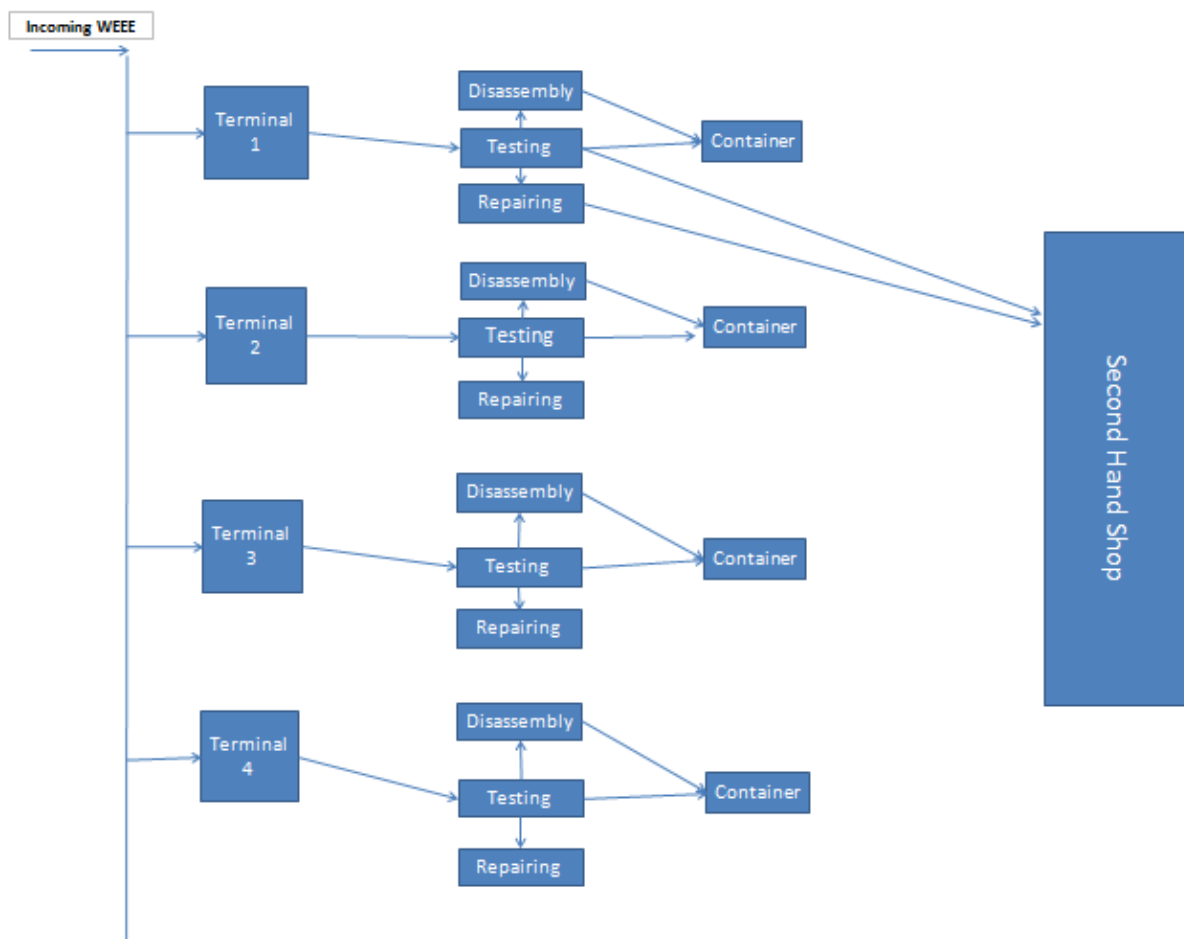 Incoming WEEE
Terminal
1
Disassembly
Testing
Repairing
Container
Terminal
2
Disassembly
Testing
Repairing
Container
Terminal
3
Disassembly
Testing
Repairing
Container
Terminal
4
Disassembly
Testing
Repairing
Container
Second Hand Shop